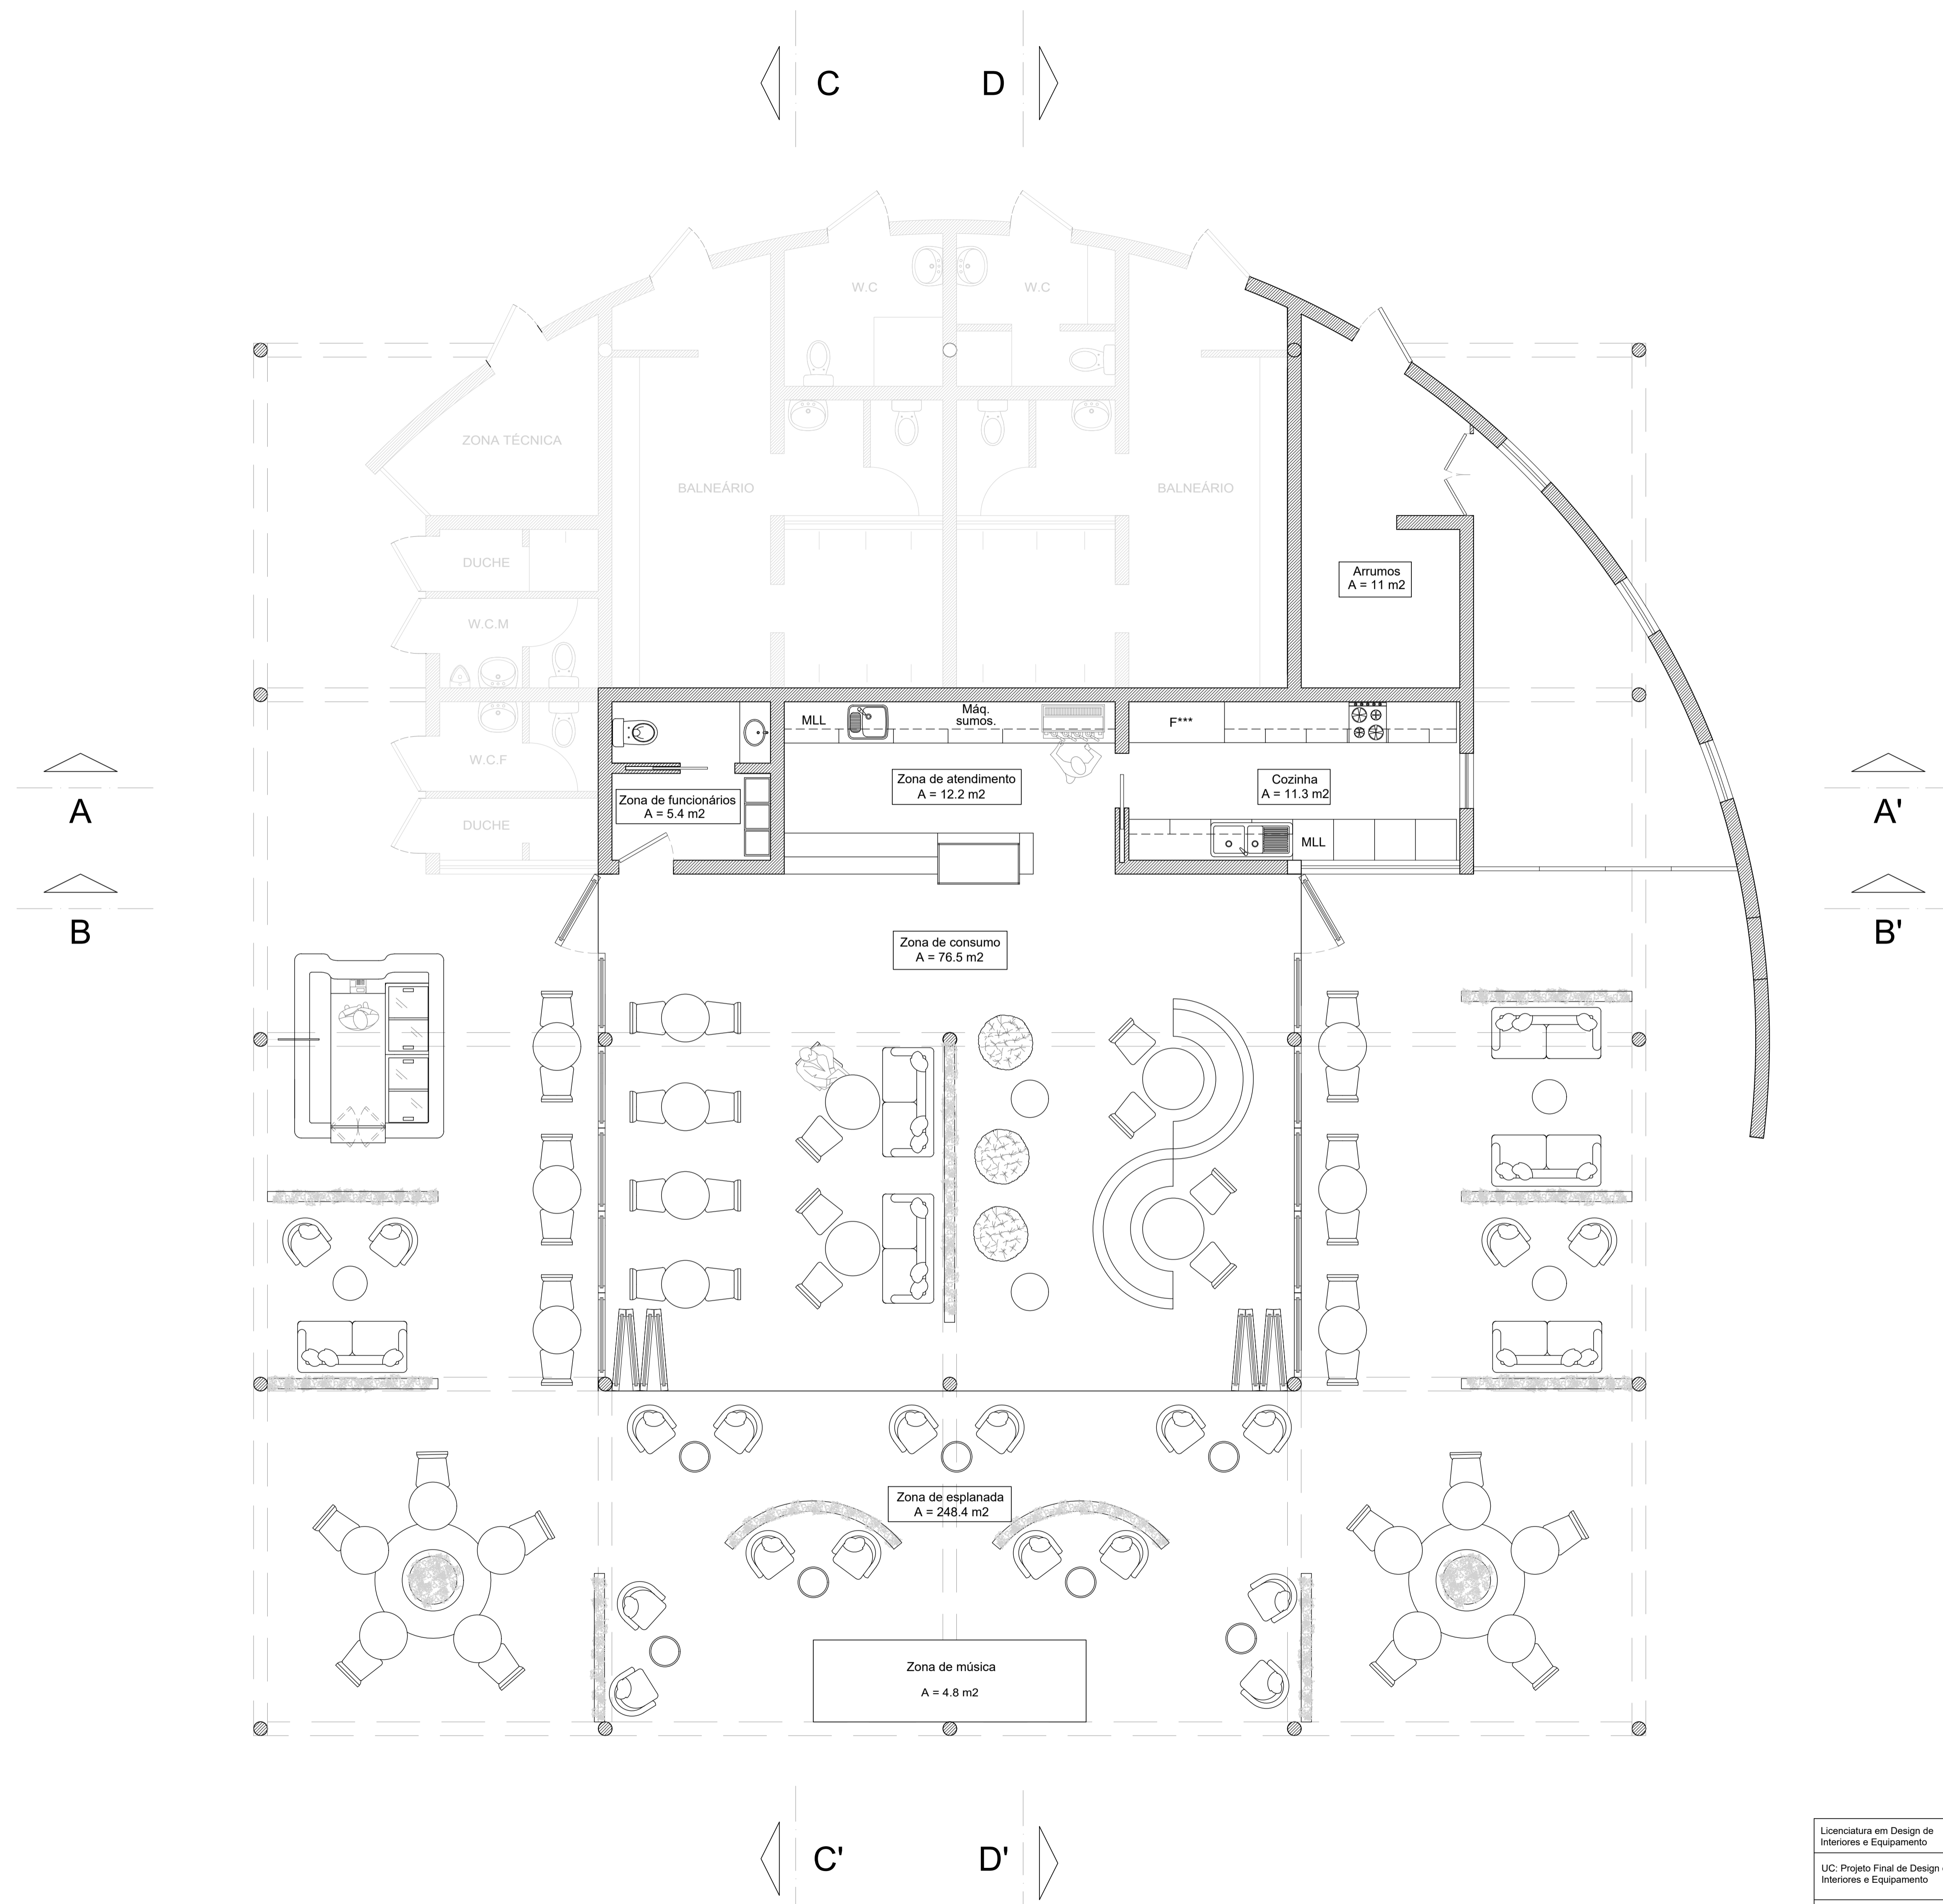 C
D
W.C
W.C
ZONA TÈCNICA
BALNEÁRIO
BALNEÁRIO
DUCHE
Arrumos
A = 11 m2
W.C.M
MLL
Máq.
sumos.
F***
W.C.F
Zona de atendimento
A = 12.2 m2
Cozinha
A = 11.3 m2
Zona de funcionários
A = 5.4 m2
A
A'
DUCHE
MLL
B
B'
Zona de consumo
A = 76.5 m2
Zona de esplanada
A = 248.4 m2
Zona de música
A = 4.8 m2
C'
D'
Licenciatura em Design de
Interiores e Equipamento
UC: Projeto Final de Design
Interiores e Equipamento